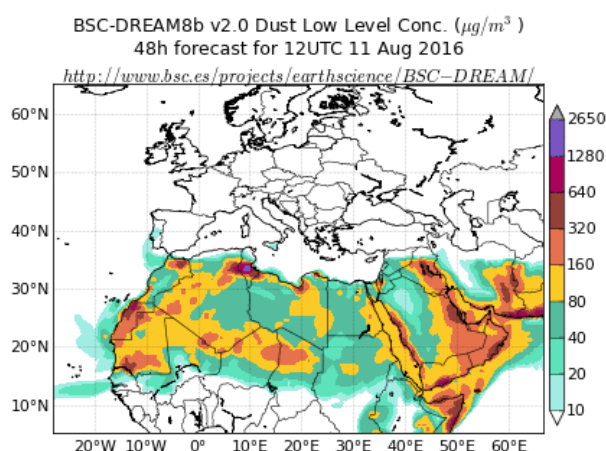 BSC-DREAM8b v2.0 Dust Low Level Conc. (μg/m³ )
48h forecast for 12UTC 11 Aug 2016
http://www.bsc.es/projects/earthscience/BSC−DREAM/
60°N
50°N
40°N
30°N
20°N
10°N
2650
1280
640
320
160
80
40
20
10
20°W 10°W 0° 10°E 20°E 30°E 40°E 50°E 60°E